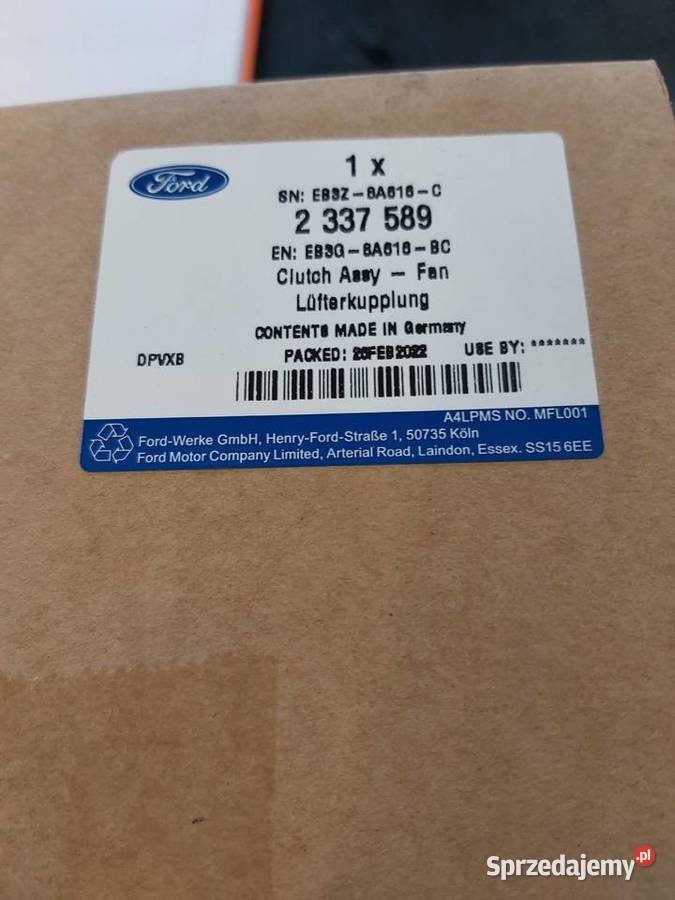 Ford
1 x
SN: EB3Z-8A616-C
2 337 589
EN: EB3G-8A616-BC
Clutch Assy - Fan
Lüfterkupplung
CONTENTS MADE IN Germany
DPVXB
PACKED: 26FEB2022
USE BY: *******
A4LPMS NO. MFL001
Ford-Werke GmbH, Henry-Ford-Straße 1, 50735 Köln
Ford Motor Company Limited, Arterial Road, Laindon, Essex. SS15 6EE
Sprzedajemy.pl